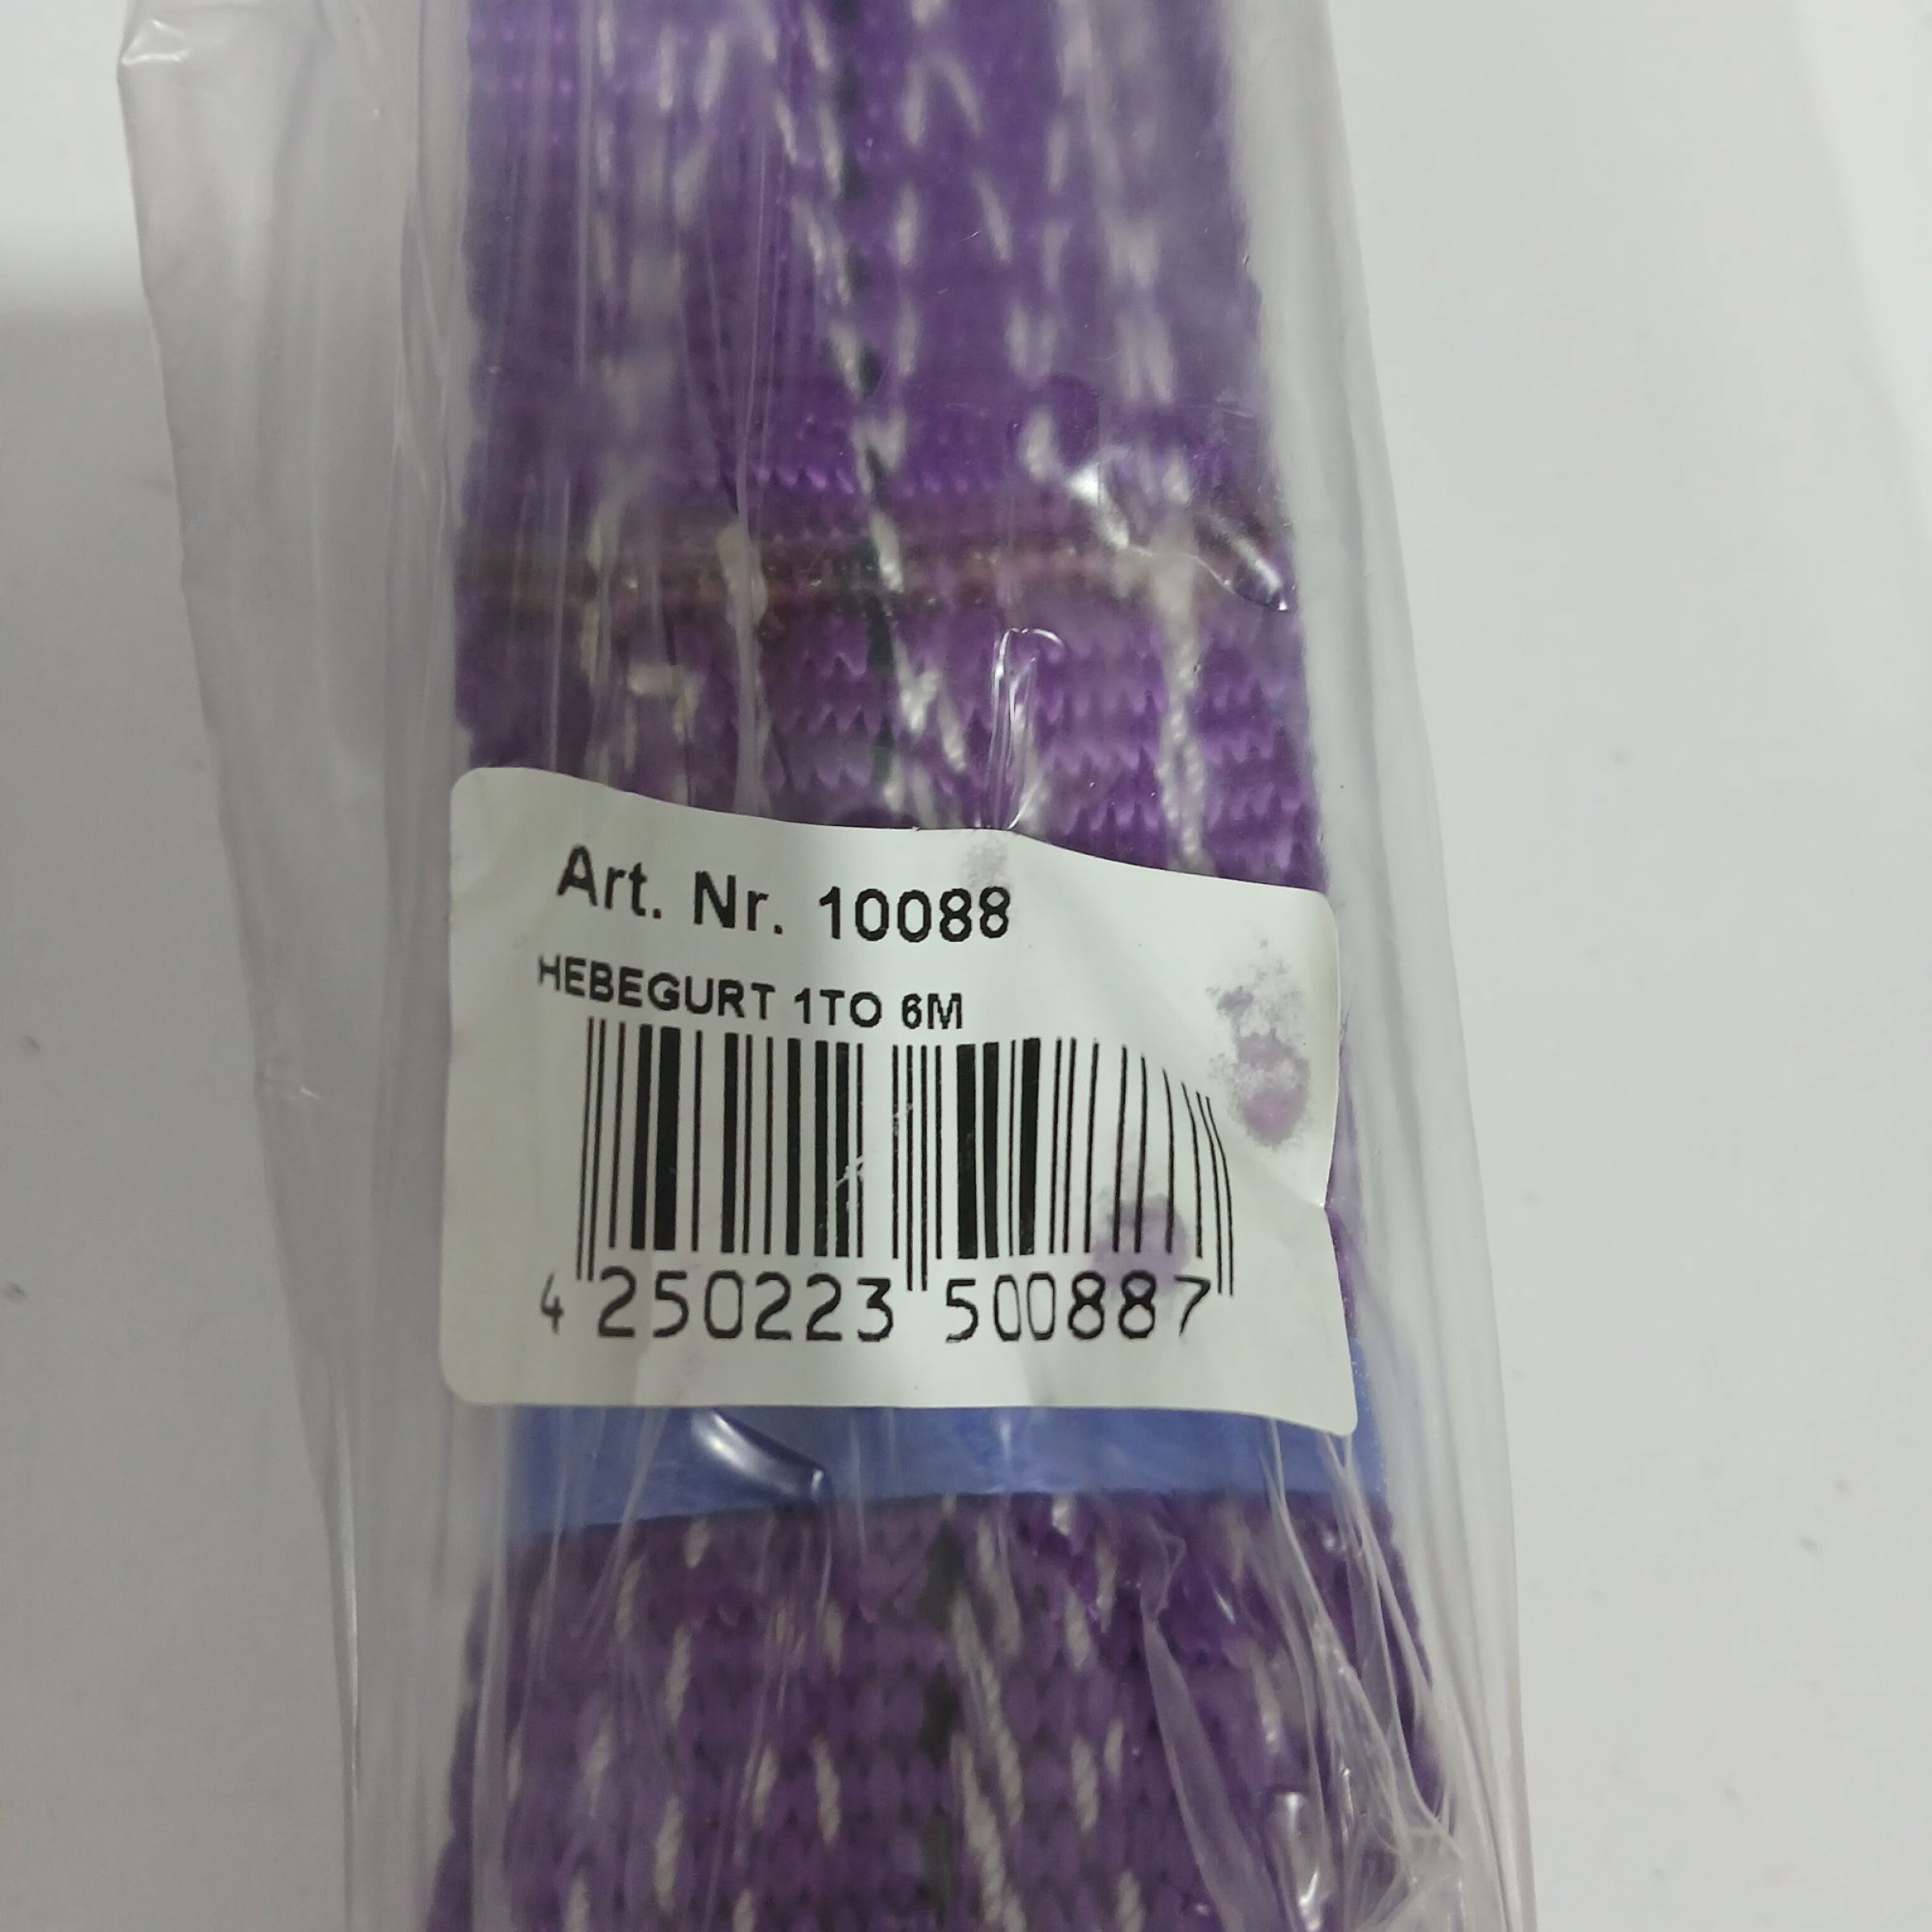 Art. Nr. 10088
HEBEGURT 1TO 6M
4 250223 500887